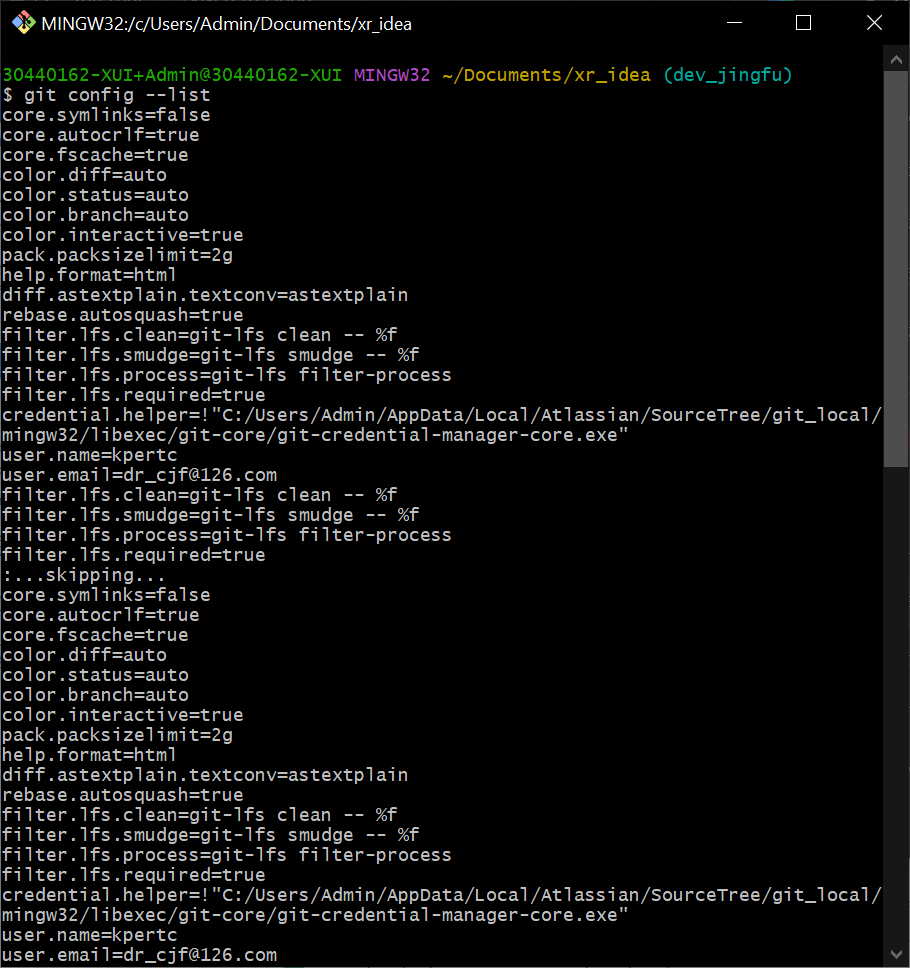 MINGW32:/c/Users/Admin/Documents/xr_idea
30440162-XUI+Admin@30440162-XUI MINGW32 ~/Documents/xr_idea (dev_jingfu)
$ git config --list
core.symlinks=false
core.autocrlf=true
core.fscache=true
color.diff=auto
color.status=auto
color.branch=auto
color.interactive=true
pack.packsizelimit=2g
help.format=html
diff.astextplain.textconv=astextplain
rebase.autosquash=true
filter.lfs.clean=git-lfs clean -- %f
filter.lfs.smudge=git-lfs smudge -- %f
filter.lfs.process=git-lfs filter-process
filter.lfs.required=true
credential.helper=!"C:/Users/Admin/AppData/Local/Atlassian/SourceTree/git_local/
mingw32/libexec/git-core/git-credential-manager-core.exe"
user.name=kpertc
user.email=dr_cjf@126.com
filter.lfs.clean=git-lfs clean -- %f
filter.lfs.smudge=git-lfs smudge -- %f
filter.lfs.process=git-lfs filter-process
filter.lfs.required=true
:...skipping...
core.symlinks=false
core.autocrlf=true
core.fscache=true
color.diff=auto
color.status=auto
color.branch=auto
color.interactive=true
pack.packsizelimit=2g
help.format=html
diff.astextplain.textconv=astextplain
rebase.autosquash=true
filter.lfs.clean=git-lfs clean -- %f
filter.lfs.smudge=git-lfs smudge -- %f
filter.lfs.process=git-lfs filter-process
filter.lfs.required=true
credential.helper=!"C:/Users/Admin/AppData/Local/Atlassian/SourceTree/git_local/
mingw32/libexec/git-core/git-credential-manager-core.exe"
user.name=kpertc
user.email=dr_cjf@126.com